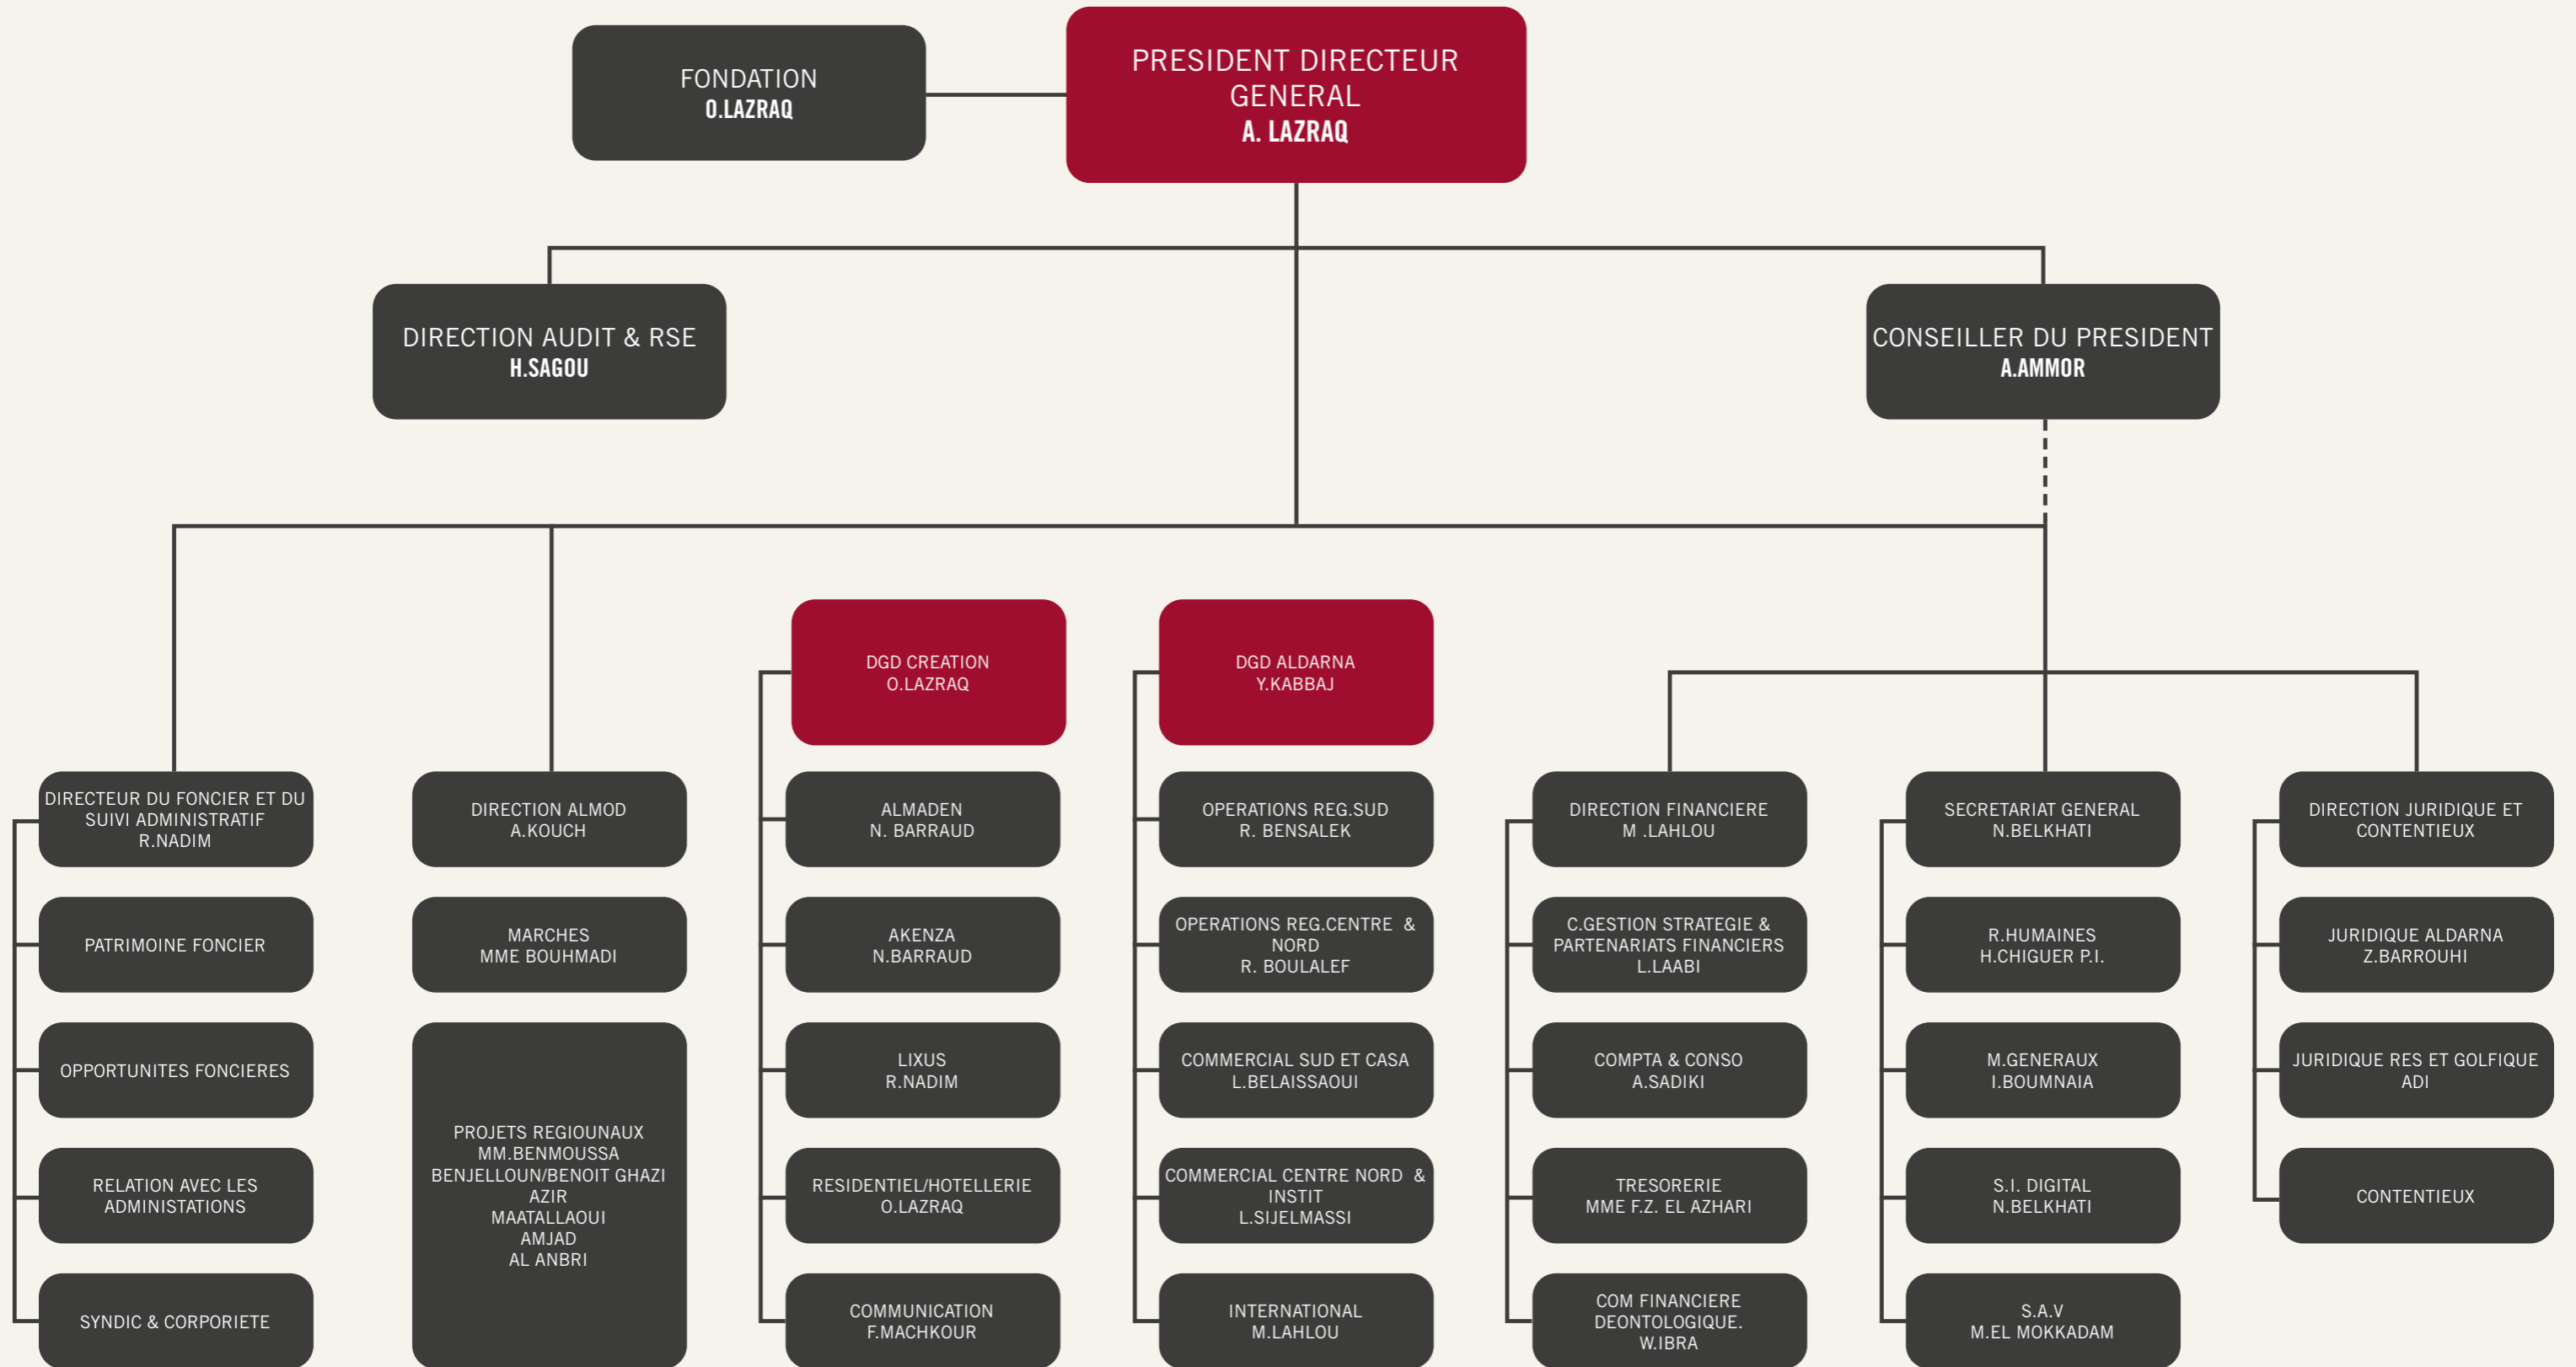 FONDATION
O.LAZRAQ
PRESIDENT DIRECTEUR
GENERAL
A. LAZRAQ
DIRECTION AUDIT & RSE
H.SAGOU
CONSEILLER DU PRESIDENT
A.AMMOR
DGD CREATION
O.LAZRAQ
DGD ALDARNA
Y.KABBAJ
DIRECTEUR DU FONCIER ET DU
SUIVI ADMINISTRATIF
R.NADIM
PATRIMOINE FONCIER
OPPORTUNITES FONCIERES
RELATION AVEC LES
ADMINISTATIONS
SYNDIC & CORPORIETE
DIRECTION ALMOD
A.KOUCH
MARCHES
MME BOUHMADI
PROJETS REGIOUNAUX
MM.BENMOUSSA
BENJELLOUN/BENOIT GHAZI
AZIR
MAATALLAOUI
AMJAD
AL ANBRI
ALMADEN
N. BARRAUD
AKENZA
N.BARRAUD
LIXUS
R.NADIM
RESIDENTIEL/HOTELLERIE
O.LAZRAQ
COMMUNICATION
F.MACHKOUR
OPERATIONS REG.SUD
R. BENSALEK
OPERATIONS REG.CENTRE &
NORD
R. BOULALEF
COMMERCIAL SUD ET CASA
L.BELAISSAOUI
COMMERCIAL CENTRE NORD &
INSTIT
L.SIJELMASSI
INTERNATIONAL
M.LAHLOU
DIRECTION FINANCIERE
M .LAHLOU
C.GESTION STRATEGIE &
PARTENARIATS FINANCIERS
L.LAABI
COMPTA & CONSO
A.SADIKI
TRESORERIE
MME F.Z. EL AZHARI
COM FINANCIERE
DEONTOLOGIQUE.
W.IBRA
SECRETARIAT GENERAL
N.BELKHATI
R.HUMAINES
H.CHIGUER P.I.
M.GENERAUX
I.BOUMNAIA
S.I. DIGITAL
N.BELKHATI
S.A.V
M.EL MOKKADAM
DIRECTION JURIDIQUE ET
CONTENTIEUX
JURIDIQUE ALDARNA
Z.BARROUHI
JURIDIQUE RES ET GOLFIQUE
ADI
CONTENTIEUX